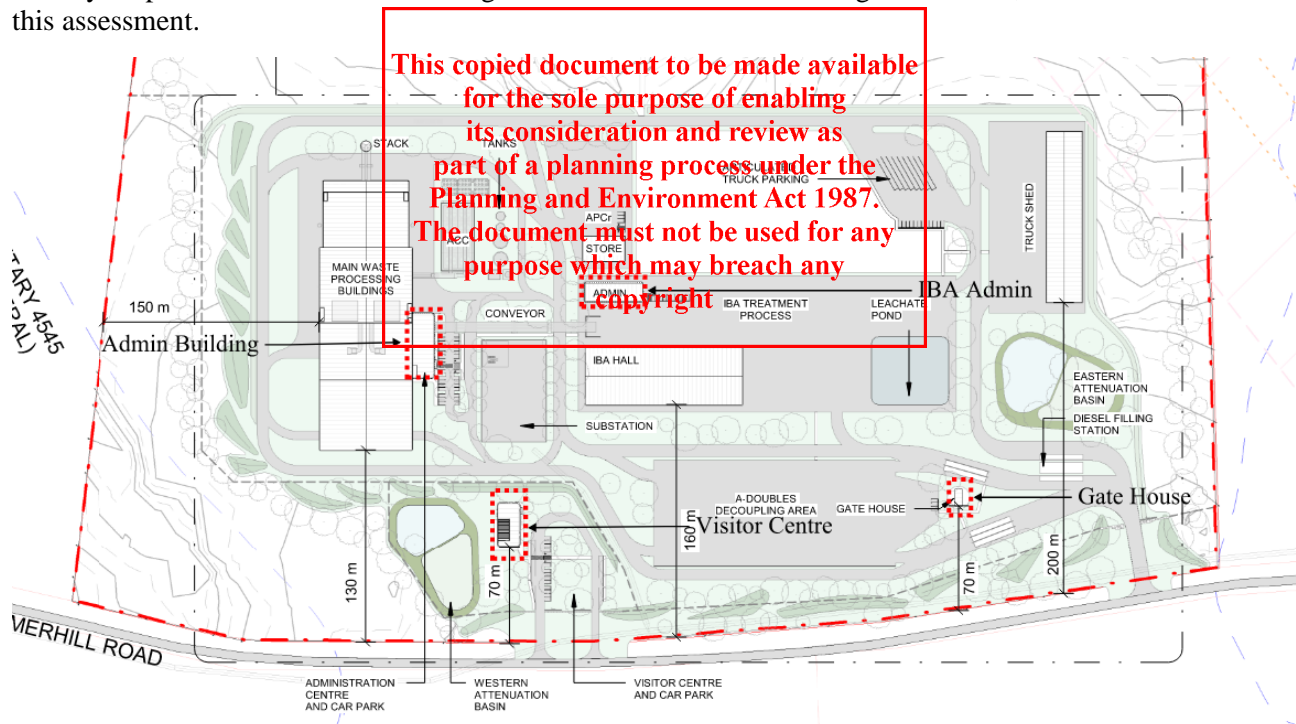 this assessment.
This copied document to be made available
for the sole purpose of enabling
its consideration and review as
part of a planning process under the
Planning and Environment Act 1987.
The document must not be used for any
purpose which may breach any
copyright
STACK
TANKS
TRUCK PARKING
TRUCK SHED
ACC
APCr
STORE
MAIN WASTE
PROCESSING
BUILDINGS
ADMIN
IBA Admin
150 m
TARY 4545
RAL)
CONVEYOR
IBA TREATMENT
PROCESS
LEACHATE
POND
Admin Building
IBA HALL
EASTERN
ATTENUATION
BASIN
DIESEL FILLING
STATION
SUBSTATION
A-DOUBLES
DECOUPLING AREA
GATE HOUSE
Gate House
Visitor Centre
1130 m
70 m
160 m
70 m
200 m
MERHILL ROAD
ADMINISTRATION
CENTRE
AND CAR PARK
WESTERN
ATTENUATION
BASIN
VISITOR CENTRE
AND CAR PARK